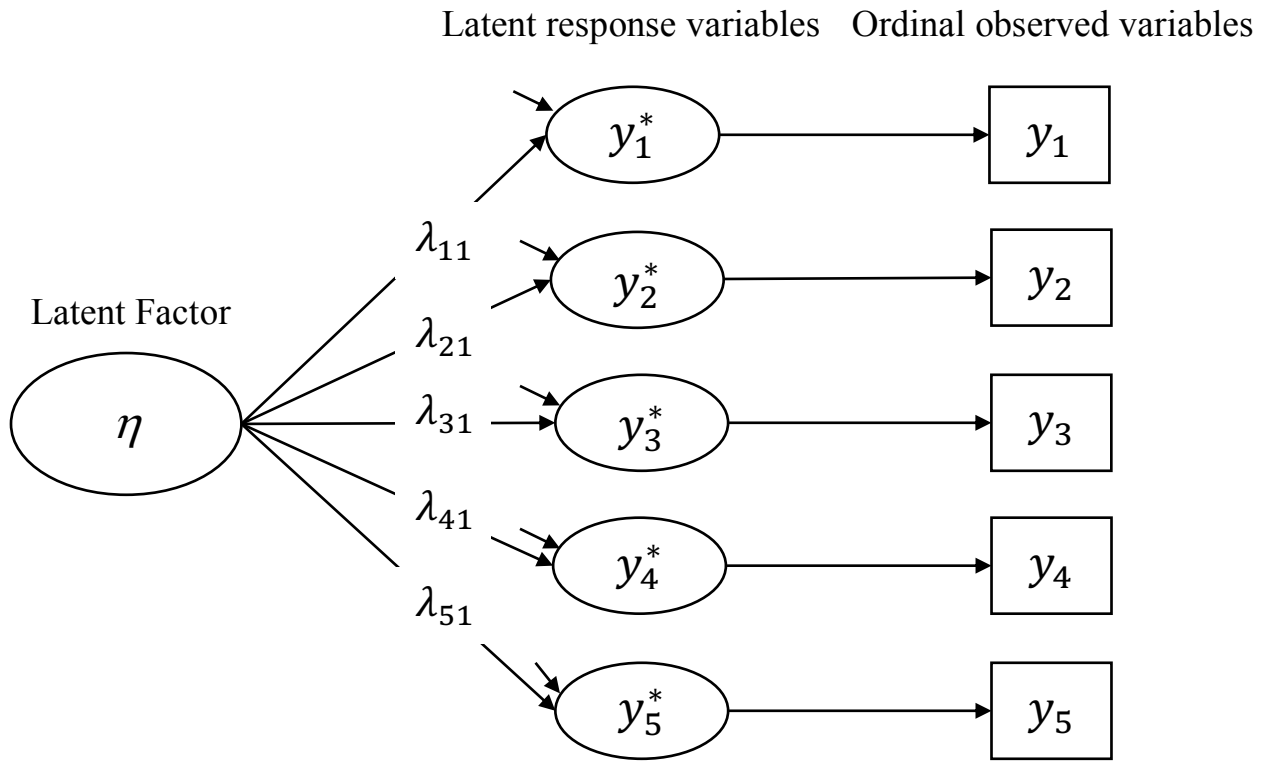 Latent response variables Ordinal observed variables
y₁* y₁
λ₁₁
y₂* y₂
Latent Factor
λ₂₁
η λ₃₁ y₃* y₃
λ₄₁
y₄* y₄
λ₅₁
y₅* y₅